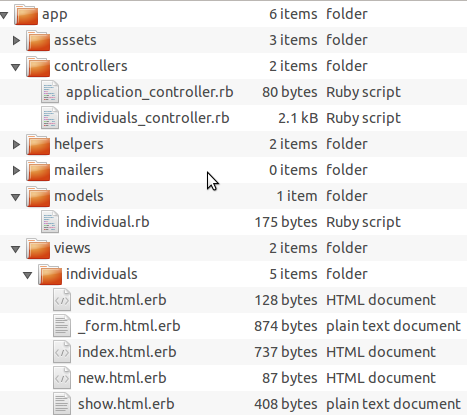 app 6 items folder
assets 3 items folder
controllers 2 items folder
application_controller.rb 80 bytes Ruby script
individuals_controller.rb 2.1 kB Ruby script
helpers 2 items folder
mailers 0 items folder
models 1 item folder
individual.rb 175 bytes Ruby script
views 2 items folder
individuals 5 items folder
edit.html.erb 128 bytes HTML document
_form.html.erb 874 bytes plain text document
index.html.erb 737 bytes HTML document
new.html.erb 87 bytes HTML document
show.html.erb 408 bytes plain text document